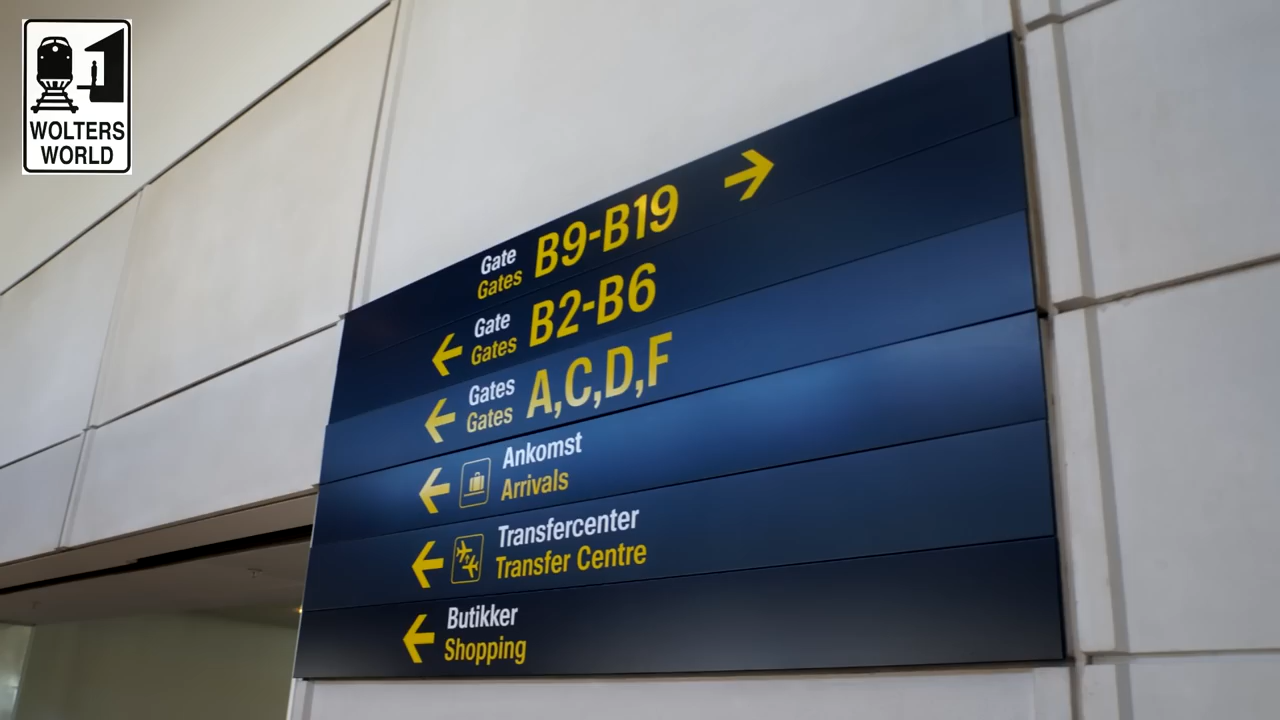 WOLTERS
WORLD
Gate
Gates
B9-B19
Gate
Gates
B2-B6
Gates
Gates
A,C,D,F
Ankomst
Arrivals
Transfercenter
Transfer Centre
Butikker
Shopping